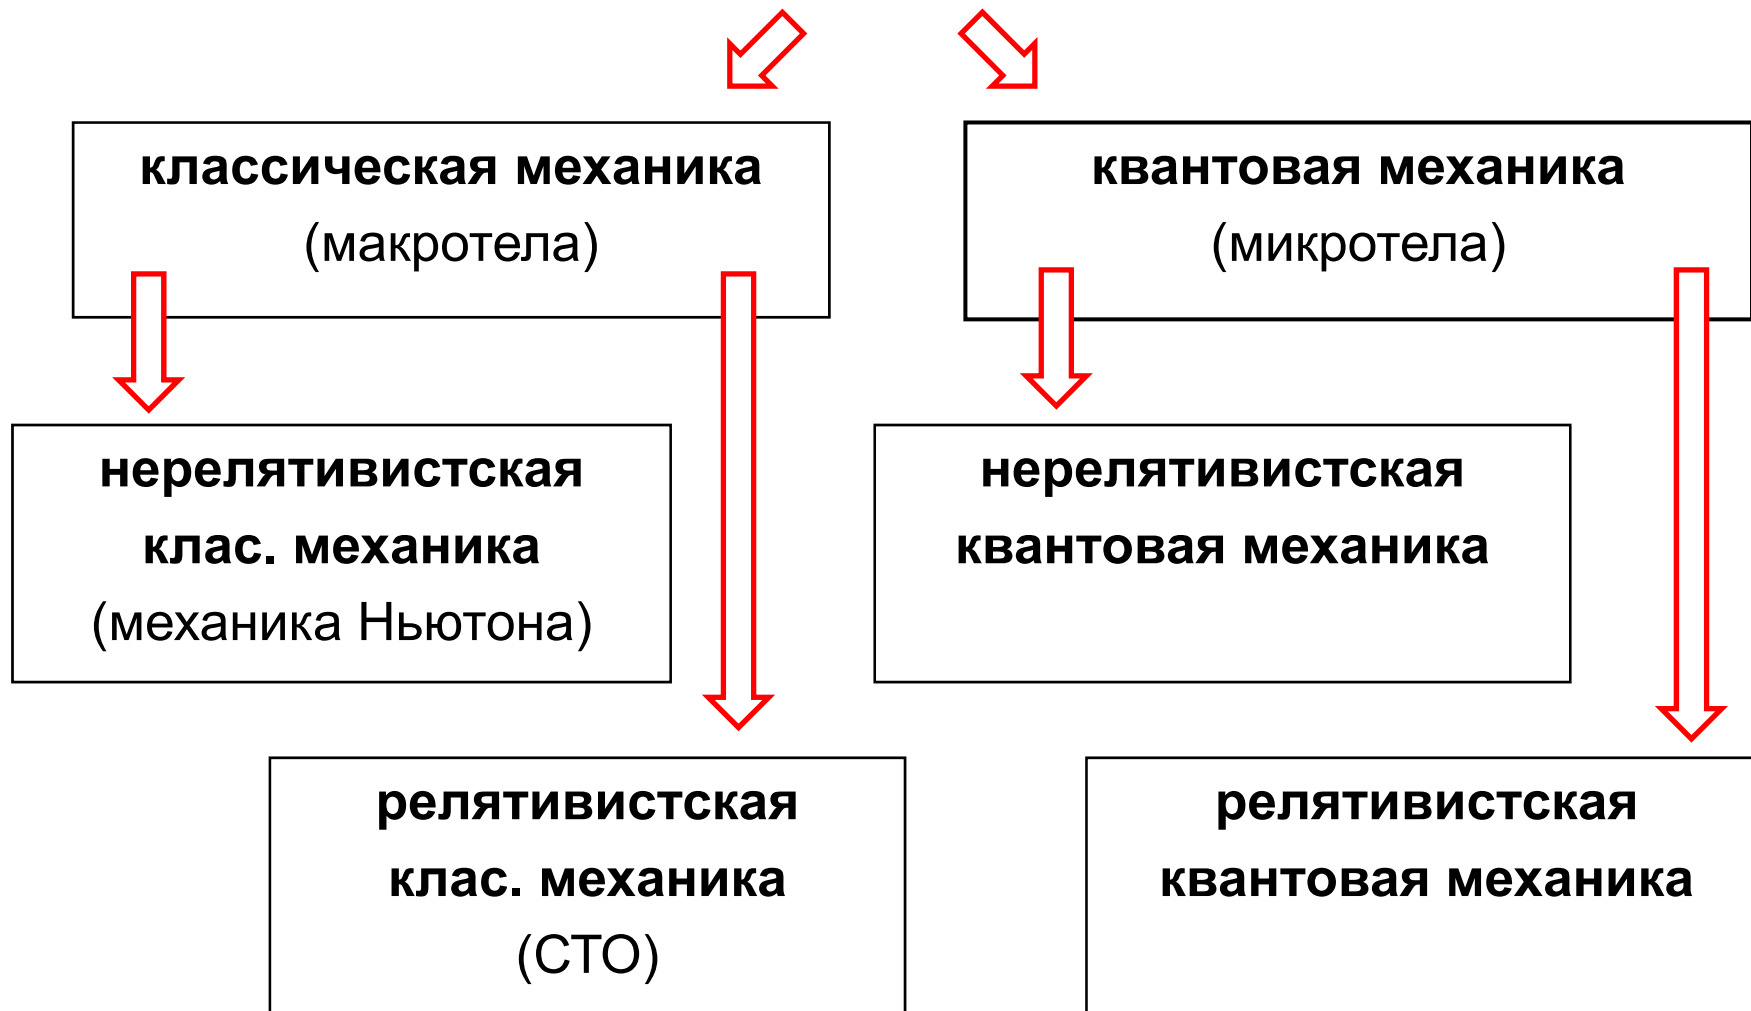 классическая механика
(макротела)
квантовая механика
(микротела)
нерелятивистская
клас. механика
(механика Ньютона)
нерелятивистская
квантовая механика
релятивистская
клас. механика
(СТО)
релятивистская
квантовая механика